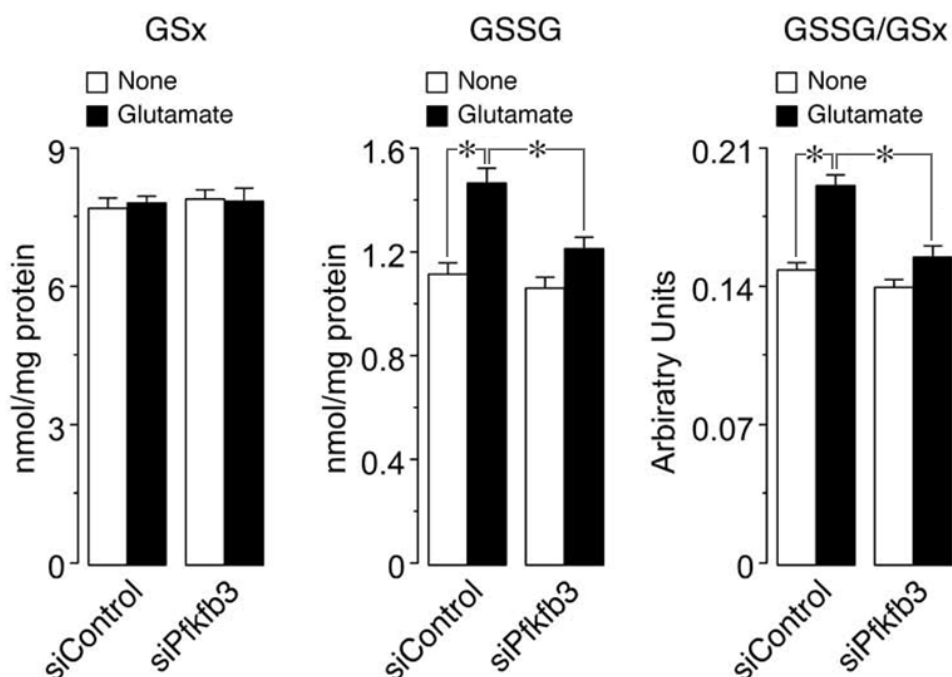 GSx
None
Glutamate
nmol/mg protein
9
6
3
0
siControl
siPfkfb3
GSSG
None
Glutamate
nmol/mg protein
1.6
1.2
0.8
0.4
0
*
*
siControl
siPfkfb3
GSSG/GSx
None
Glutamate
Arbiratry Units
0.21
0.14
0.07
0
*
*
siControl
siPfkfb3